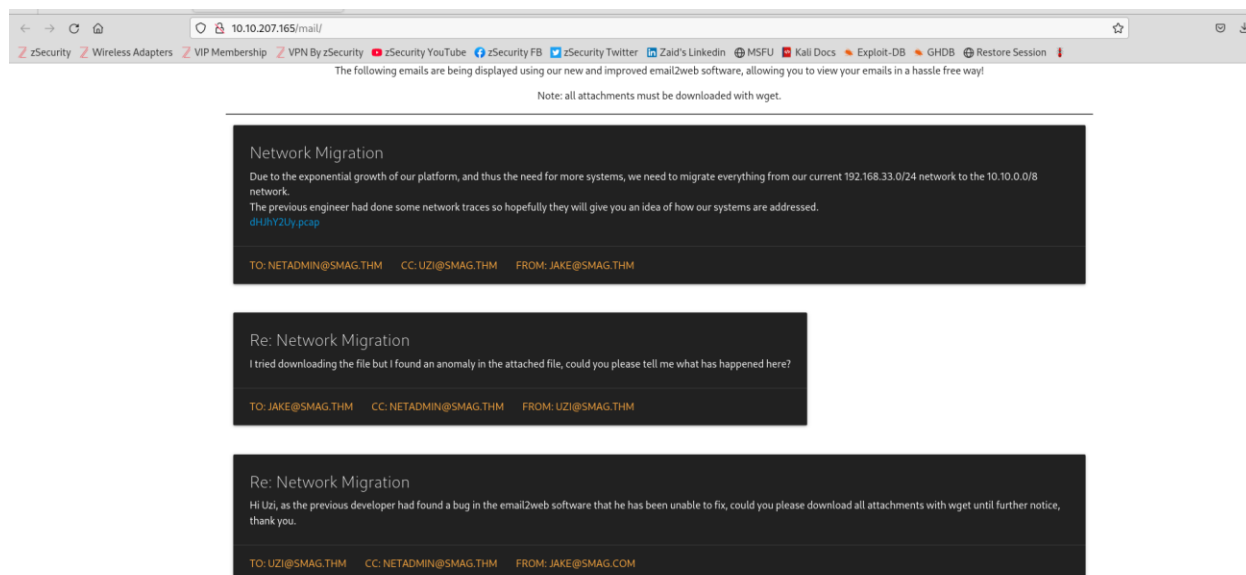 10.10.207.165/mail/
zSecurity Wireless Adapters VIP Membership VPN By zSecurity zSecurity YouTube zSecurity FB zSecurity Twitter Zaid's Linkedin MSFU Kali Docs Exploit-DB GHDB Restore Session
The following emails are being displayed using our new and improved email2web software, allowing you to view your emails in a hassle free way!
Note: all attachments must be downloaded with wget.
Network Migration
Due to the exponential growth of our platform, and thus the need for more systems, we need to migrate everything from our current 192.168.33.0/24 network to the 10.10.0.0/8
network.
The previous engineer had done some network traces so hopefully they will give you an idea of how our systems are addressed.
dHJhY2Uy.pcap
TO: NETADMIN@SMAG.THM CC: UZI@SMAG.THM FROM: JAKE@SMAG.THM
Re: Network Migration
I tried downloading the file but I found an anomaly in the attached file, could you please tell me what has happened here?
TO: JAKE@SMAG.THM CC: NETADMIN@SMAG.THM FROM: UZI@SMAG.THM
Re: Network Migration
Hi Uzi, as the previous developer had found a bug in the email2web software that he has been unable to fix, could you please download all attachments with wget until further notice,
thank you.
TO: UZI@SMAG.THM CC: NETADMIN@SMAG.THM FROM: JAKE@SMAG.COM